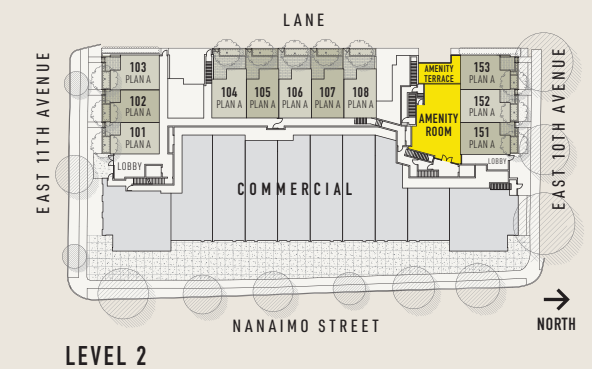 LANE
EAST 11TH AVENUE
103
PLAN A
102
PLAN A
101
PLAN A
LOBBY
104
PLAN A
105
PLAN A
106
PLAN A
107
PLAN A
108
PLAN A
AMENITY
TERRACE
AMENITY
ROOM
153
PLAN A
152
PLAN A
151
PLAN A
LOBBY
EAST 10TH AVENUE
COMMERCIAL
NANAIMO STREET
NORTH
LEVEL 2